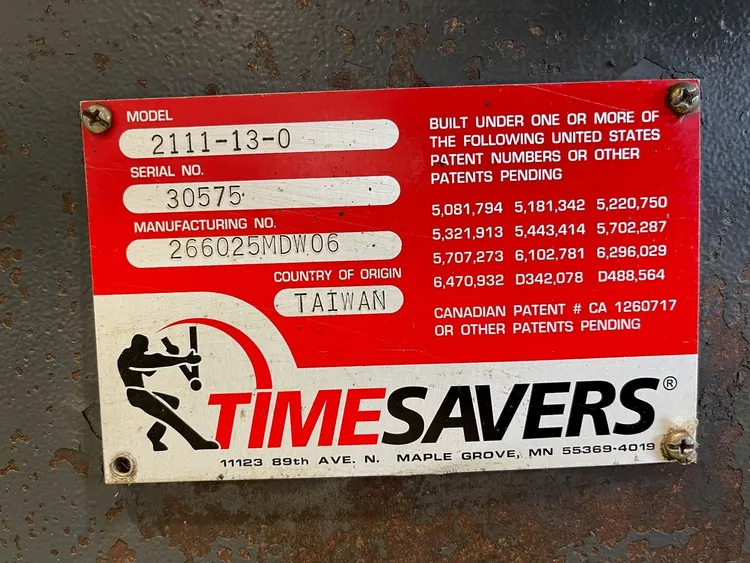 MODEL
2111-13-0
SERIAL NO.
30575
MANUFACTURING NO.
266025MDW06
COUNTRY OF ORIGIN
TAIWAN
BUILT UNDER ONE OR MORE OF
THE FOLLOWING UNITED STATES
PATENT NUMBERS OR OTHER
PATENTS PENDING
5,081,794 5,181,342 5,220,750
5,321,913 5,443,414 5,702,287
5,707,273 6,102,781 6,296,029
6,470,932 D342,078 D488,564
CANADIAN PATENT # CA 1260717
OR OTHER PATENTS PENDING
TIMESAVERS®
11123 89th AVE. N. MAPLE GROVE, MN 55369-4019